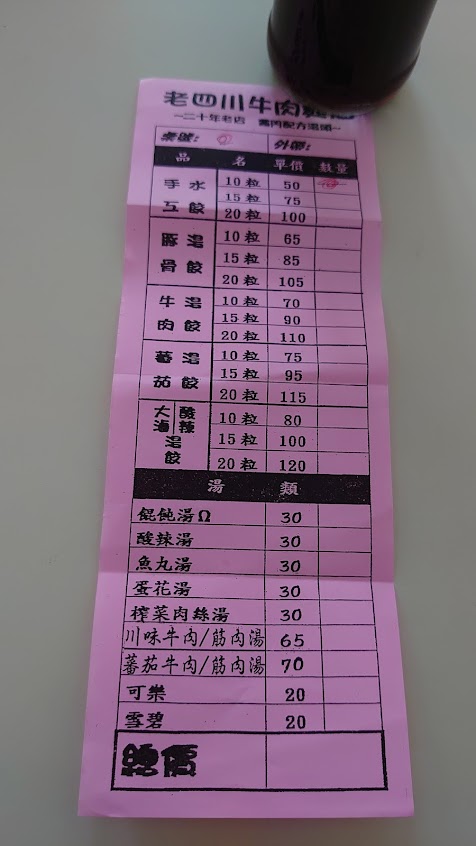 老四川牛肉麵
~二十年老店
桌號: 外帶:
品名 單價 數量
手工水餃 10粒 50
15粒 75
20粒 100
豚骨湯餃 10粒 65
15粒 85
20粒 105
牛肉湯餃 10粒 70
15粒 90
20粒 110
蕃茄湯餃 10粒 75
15粒 95
20粒 115
大滷 酸辣 湯餃 10粒 80
15粒 100
20粒 120
湯類
餛飩湯Ω 30
酸辣湯 30
魚丸湯 30
蛋花湯 30
榨菜肉絲湯 30
川味牛肉/筋肉湯 65
蕃茄牛肉/筋肉湯 70
可樂 20
雪碧 20
總價